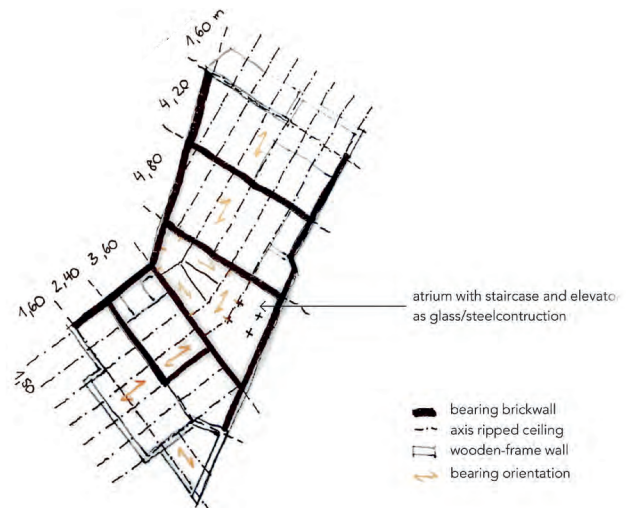 1,60 m
4,20
4,80
3,60
2,40
1,60
atrium with staircase and elevato
as glass/steelcontruction
bearing brickwall
axis ripped ceiling
wooden-frame wall
bearing orientation